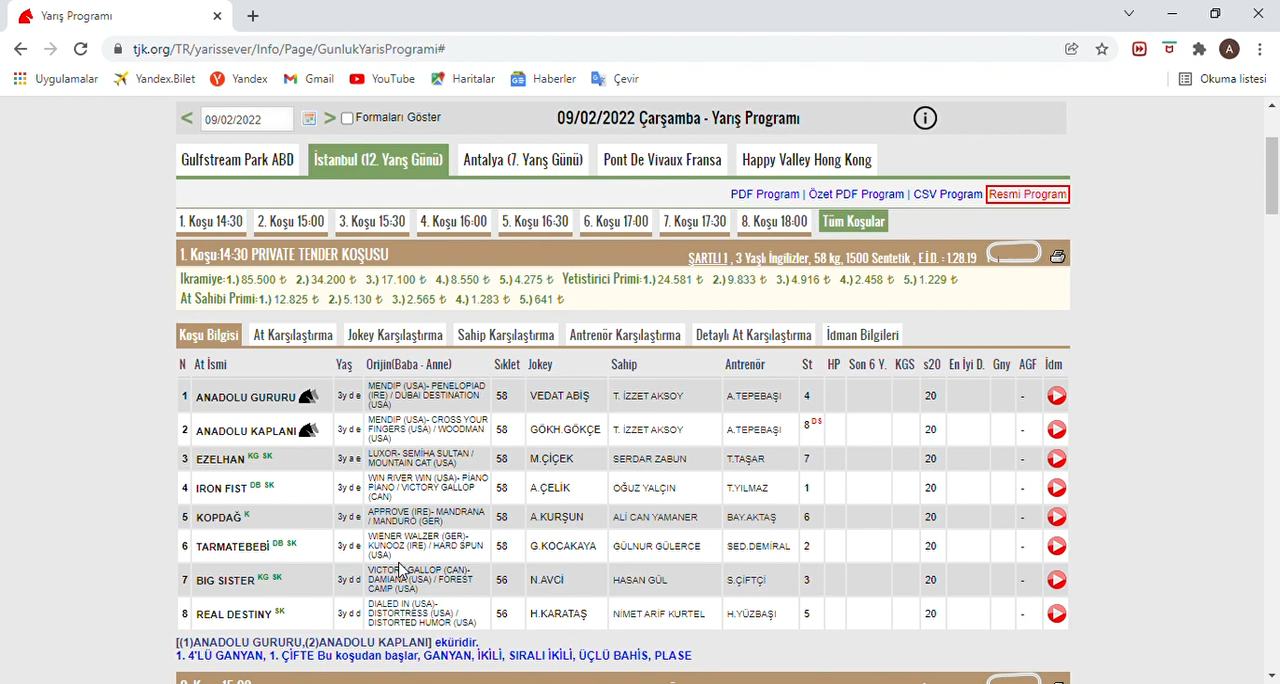 Yarış Programı
tjk.org/TR/yarissever/Info/Page/GunlukYarisProgrami#
A
Uygulamalar Yandex.Bilet Yandex Gmail YouTube Haritalar Haberler Çevir Okuma listesi
< 09/02/2022 > Formaları Göster 09/02/2022 Çarşamba - Yarış Programı
Gulfstream Park ABD İstanbul (12. Yarış Günü) Antalya (7. Yarış Günü) Pont De Vivaux Fransa Happy Valley Hong Kong
PDF Program | Özet PDF Program | CSV Program Resmi Program
1. Koşu 14:30 2. Koşu 15:00 3. Koşu 15:30 4. Koşu 16:00 5. Koşu 16:30 6. Koşu 17:00 7. Koşu 17:30 8. Koşu 18:00 Tüm Koşular
1. Koşu:14:30 PRIVATE TENDER KOŞUSU ŞARTLI 1 , 3 Yaşlı İngilizler, 58 kg, 1500 Sentetik , E.İ.D. : 1.28.19
Ikramiye:1.)85.500 ₺ 2.)34.200 ₺ 3.)17.100 ₺ 4.)8.550 ₺ 5.)4.275 ₺ Yetistirici Primi:1.)24.581 ₺ 2.)9.833 ₺ 3.)4.916 ₺ 4.)2.458 ₺ 5.)1.229 ₺
At Sahibi Primi:1.)12.825 ₺ 2.)5.130 ₺ 3.)2.565 ₺ 4.)1.283 ₺ 5.)641 ₺
Koşu Bilgisi At Karşılaştırma Jokey Karşılaştırma Sahip Karşılaştırma Antrenör Karşılaştırma Detaylı At Karşılaştırma İdman Bilgileri
N At İsmi Yaş Orijin(Baba - Anne) Sıklet Jokey Sahip Antrenör St HP Son 6 Y. KGS s20 En İyi D. Gny AGF İdm
1 ANADOLU GURURU 3y d e MENDIP (USA)- PENELOPIAD (IRE) / DUBAI DESTINATION (USA) 58 VEDAT ABİŞ T. İZZET AKSOY A.TEPEBAŞI 4 20 -
2 ANADOLU KAPLANI 3y d e MENDIP (USA)- CROSS YOUR FINGERS (USA) / WOODMAN (USA) 58 GÖKH.GÖKÇE T. İZZET AKSOY A.TEPEBAŞI 8 DS 20 -
3 EZELHAN KG SK 3y a e LUXOR- SEMİHA SULTAN / MOUNTAIN CAT (USA) 58 M.ÇİÇEK SERDAR ZABUN T.TAŞAR 7 20 -
4 IRON FIST DB SK 3y d e WIN RIVER WIN (USA)- PİANO PİANO / VICTORY GALLOP (CAN) 58 A.ÇELİK OĞUZ YALÇIN T.YILMAZ 1 20 -
5 KOPDAĞ K 3y d e APPROVE (IRE)- MANDRANA / MANDURO (GER) 58 A.KURŞUN ALİ CAN YAMANER BAY.AKTAŞ 6 20 -
6 TARMATEBEBİ DB SK 3y d e WIENER WALZER (GER)- KUNOOZ (IRE) / HARD SPUN (USA) 58 G.KOCAKAYA GÜLNUR GÜLERCE SED.DEMİRAL 2 20 -
7 BIG SISTER KG SK 3y d d GALLOP (CAN)- DAMIANA (USA) / FOREST CAMP (USA) 56 N.AVCİ HASAN GÜL S.ÇİFTÇİ 3 20 -
8 REAL DESTINY SK 3y d d DIALED IN (USA)- DISTORTRESS (USA) / DISTORTED HUMOR (USA) 56 H.KARATAŞ NİMET ARİF KURTEL H.YÜZBAŞI 5 20 -
[(1)ANADOLU GURURU,(2)ANADOLU KAPLANI] eküridir.
1. 4'LÜ GANYAN, 1. ÇİFTE Bu koşudan başlar, GANYAN, İKİLİ, SIRALI İKİLİ, ÜÇLÜ BAHİS, PLASE